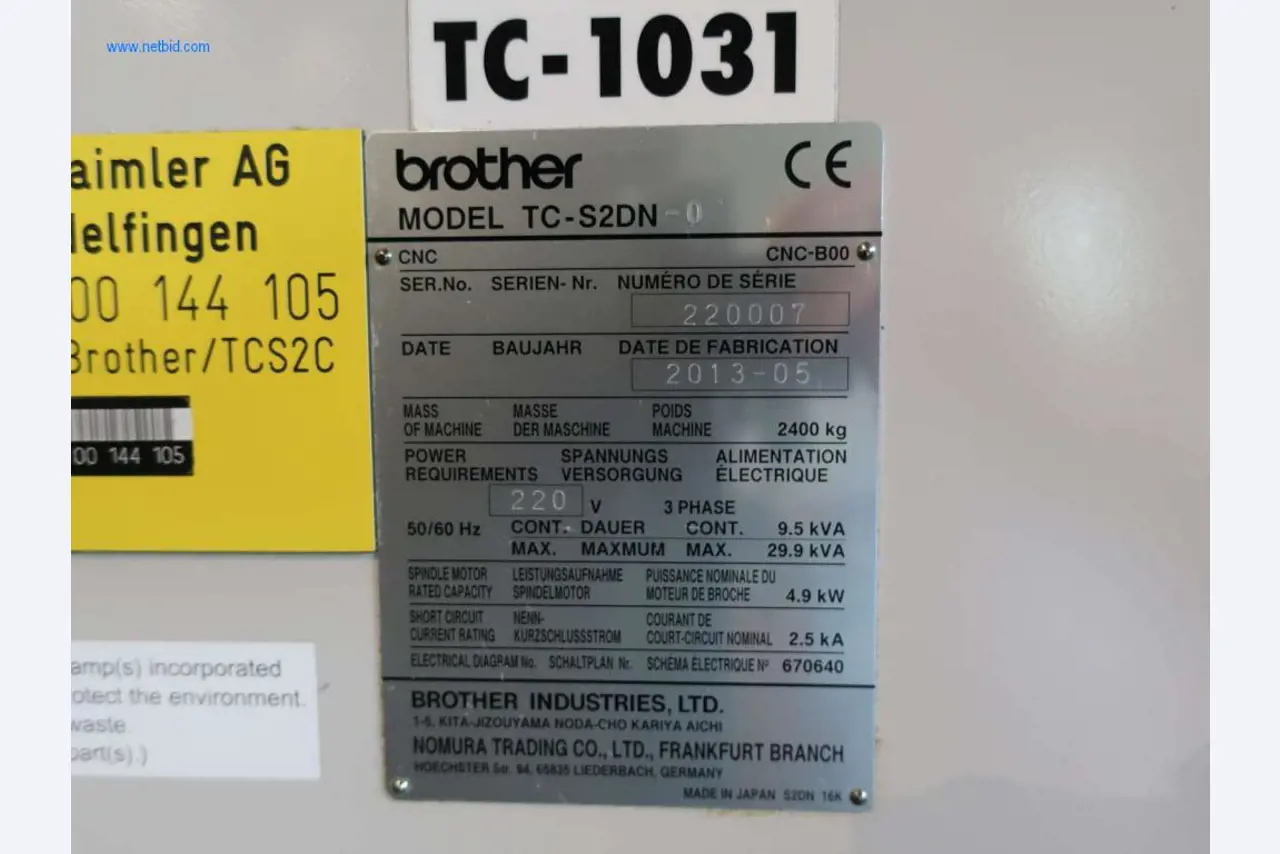 www.netbid.com
TC-1031
aimler AG
delfingen
00 144 105
Brother/TCS2C
00 144 105
brother CE
MODEL TC-S2DN-0
CNC CNC-B00
SER.No. SERIEN- Nr. NUMÉRO DE SÉRIE
220007
DATE BAUJAHR DATE DE FABRICATION
2013-05
MASS MASSE POIDS
OF MACHINE DER MASCHINE MACHINE 2400 kg
POWER SPANNUNGS ALIMENTATION
REQUIREMENTS VERSORGUNG ÉLECTRIQUE
220 V 3 PHASE
50/60 Hz CONT. DAUER CONT. 9.5 kVA
MAX. MAXMUM MAX. 29.9 kVA
SPINDLE MOTOR LEISTUNGSAUFNAHME PUISSANCE NOMINALE DU
RATED CAPACITY SPINDELMOTOR MOTEUR DE BROCHE 4.9 kW
SHORT CIRCUIT NENN- COURANT DE
CURRENT RATING KURZSCHLUSSSTROM COURT-CIRCUIT NOMINAL 2.5 kA
ELECTRICAL DIAGRAM No. SCHALTPLAN Nr. SCHÉMA ÉLECTRIQUE Nº 670640
BROTHER INDUSTRIES, LTD.
1-5, KITA-JIZOUYAMA NODA-CHO KARIYA AICHI
NOMURA TRADING CO., LTD., FRANKFURT BRANCH
HOECHSTER Str. 94, 65835 LIEDERBACH, GERMANY
MADE IN JAPAN S2DN 16K
amp(s) incorporated
otect the environment.
waste.
part(s).)